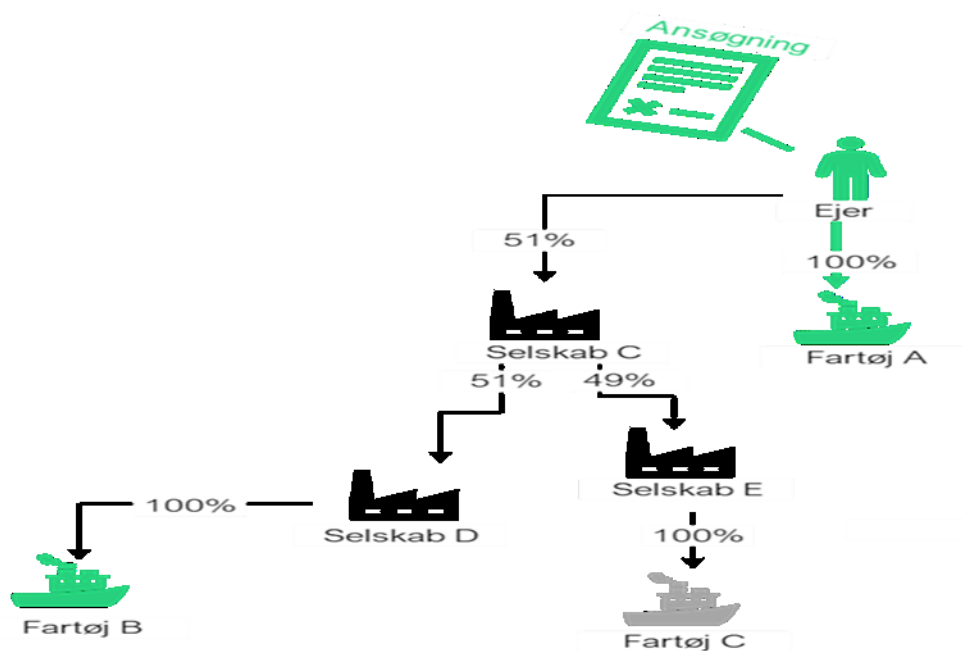 Ansøgning
Ejer
51%
100%
Selskab C
Fartøj A
51%
49%
Selskab E
100%
Selskab D
100%
Fartøj B
Fartøj C